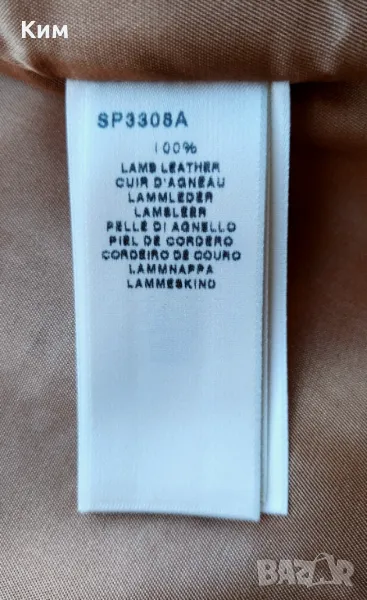 Ким
SP3308A
100%
LAMB LEATHER
CUIR D'AGNEAU
LAMMLEDER
LAMSLEER
PELLE DI AGNELLO
PIEL DE CORDERO
CORDEIRO DE COURO
LAMMNAPPA
LAMMESKIND
BAZAR